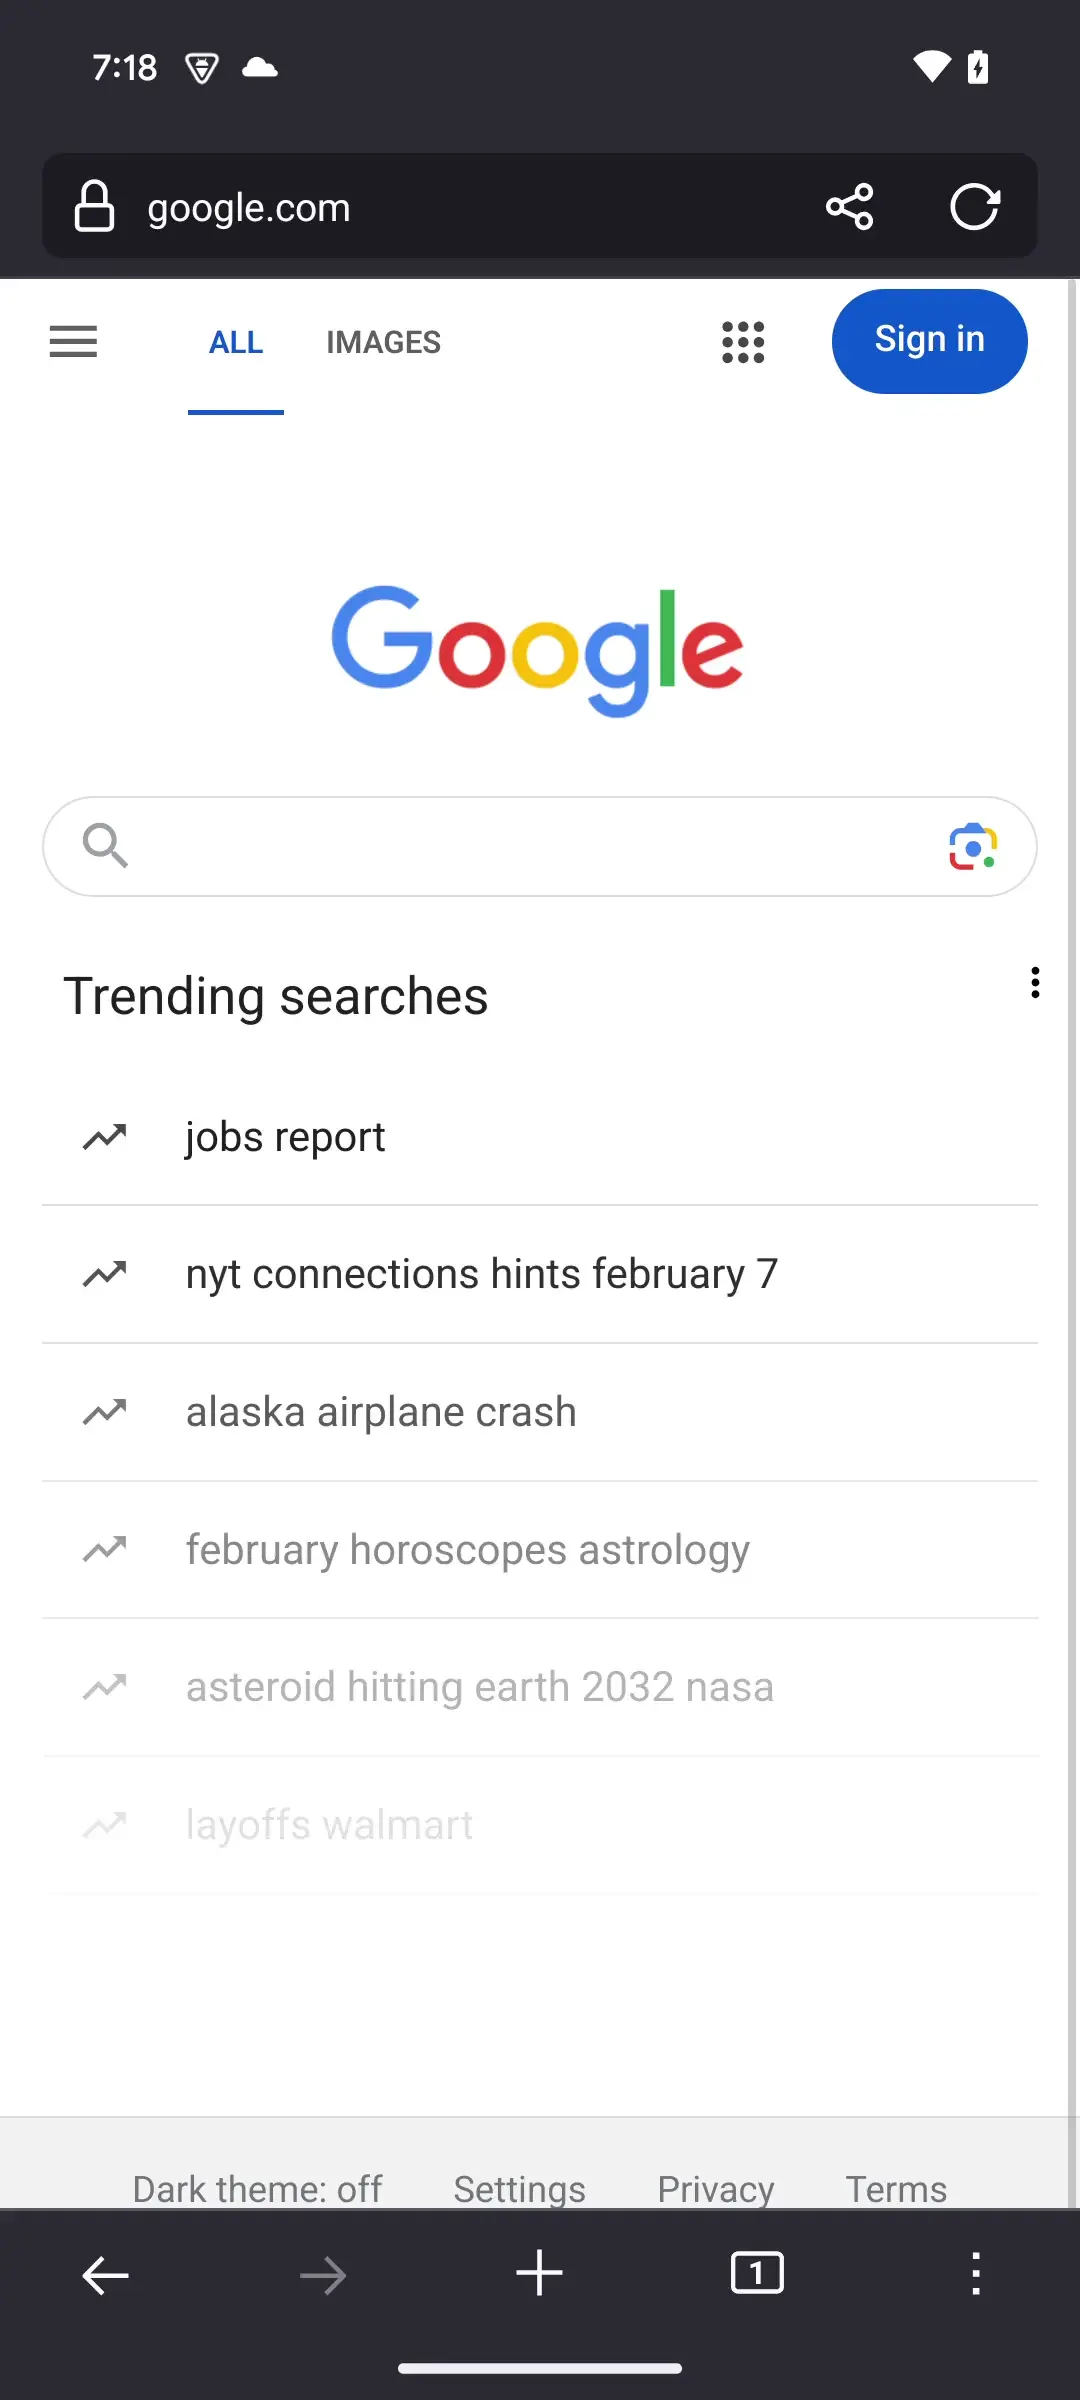 7:18
google.com
ALL IMAGES Sign in
Google
Trending searches
jobs report
nyt connections hints february 7
alaska airplane crash
february horoscopes astrology
asteroid hitting earth 2032 nasa
layoffs walmart
Dark theme: off Settings Privacy Terms
1